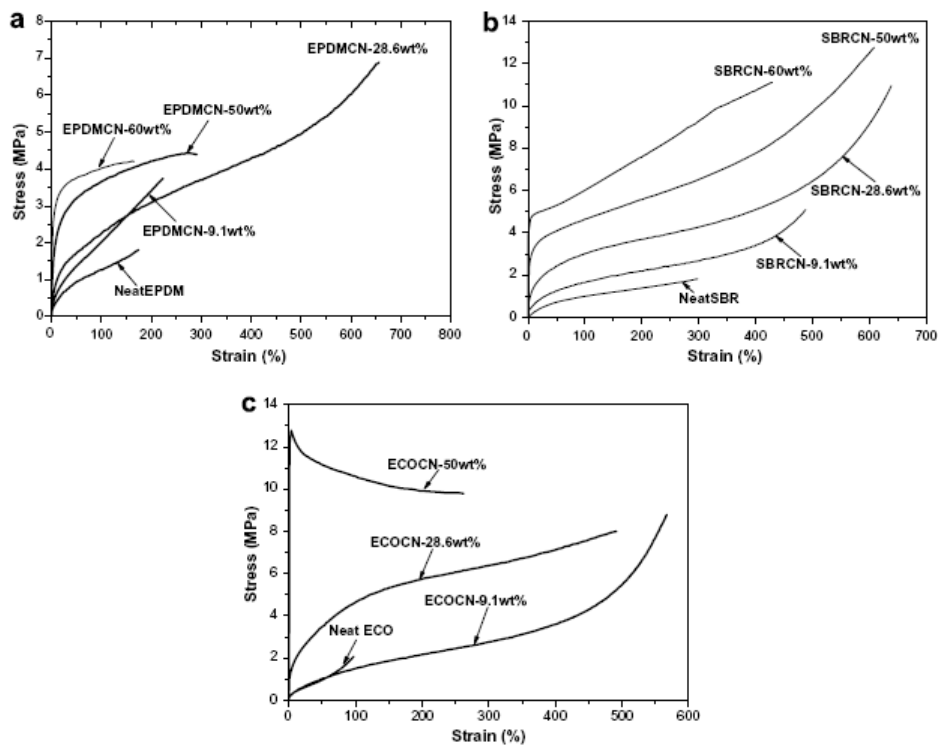 a
Stress (MPa)
8
7
6
5
4
3
2
1
0
EPDMCN-28.6wt%
EPDMCN-50wt%
EPDMCN-60wt%
EPDMCN-9.1wt%
NeatEPDM
0 100 200 300 400 500 600 700 800
Strain (%)
b
Stress (MPa)
14
12
10
8
6
4
2
0
SBRCN-50wt%
SBRCN-60wt%
SBRCN-28.6wt%
SBRCN-9.1wt%
NeatSBR
0 100 200 300 400 500 600 700
Strain (%)
c
Stress (MPa)
14
12
10
8
6
4
2
0
ECOCN-50wt%
ECOCN-28.6wt%
ECOCN-9.1wt%
Neat ECO
0 100 200 300 400 500 600
Strain (%)